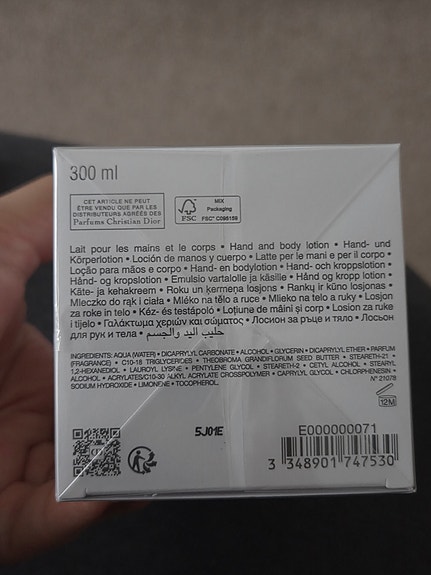 300 ml
CET ARTICLE NE PEUT
ÊTRE VENDU QUE PAR LES
DISTRIBUTEURS AGRÉÉS DES
Parfums Christian Dior
FSC
MIX
Packaging
FSC® C095159
Lait pour les mains et le corps • Hand and body lotion • Hand- und
Körperlotion • Loción de manos y cuerpo • Latte per le mani e per il corpo •
Loção para mãos e corpo • Hand- en bodylotion • Hand- och kroppslotion •
Hånd- og kropslotion • Emulsio vartalolle ja käsille • Hånd og kropp lotion •
Käte- ja kehakreem • Roku un ķermeņa losjons • Rankų ir kūno losjonas •
Mleczko do rąk i ciała • Mléko na tělo a ruce • Mlieko na telo a ruky • Losjon
za roke in telo • Kéz- és testápoló • Loțiune de mâini și corp • Losion za ruke
i tijelo • Γαλάκτωμα χεριών και σώματος • Лосион за ръце и тяло • Лосьон
для рук и тела • حليب اليد والجسم
INGREDIENTS: AQUA (WATER) • DICAPRYLYL CARBONATE • ALCOHOL • GLYCERIN • DICAPRYLYL ETHER • PARFUM
(FRAGRANCE) • C10-18 TRIGLYCERIDES • THEOBROMA GRANDIFLORUM SEED BUTTER • STEARETH-21 •
1,2-HEXANEDIOL • LAUROYL LYSINE • PENTYLENE GLYCOL • STEARETH-2 • CETYL ALCOHOL • STEARYL
ALCOHOL • ACRYLATES/C10-30 ALKYL ACRYLATE CROSSPOLYMER • CAPRYLYL GLYCOL • CHLORPHENESIN •
SODIUM HYDROXIDE • LIMONENE • TOCOPHEROL.
N° 21078
12M
5J01E
E000000071
3 348901 747530